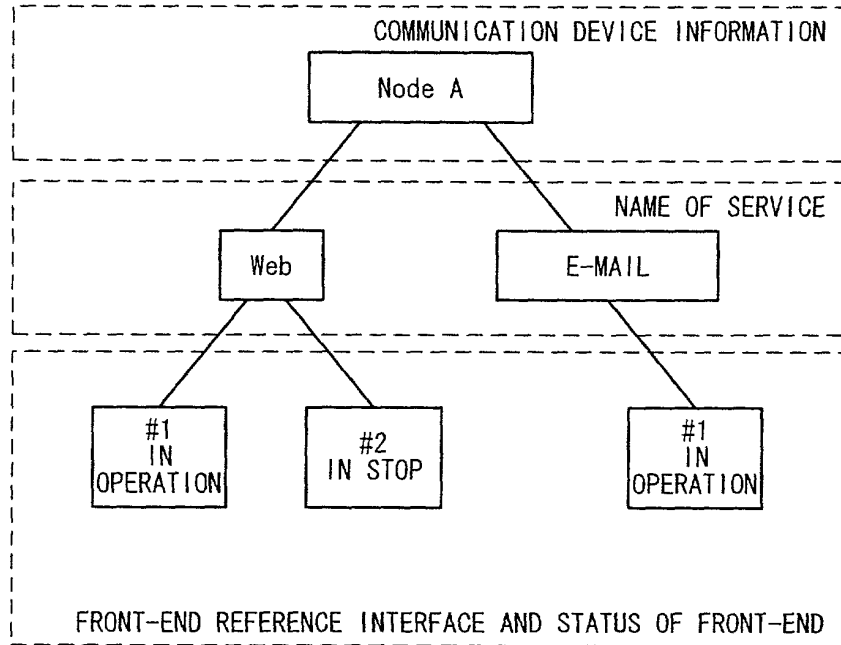 COMMUNICATION DEVICE INFORMATION
Node A
NAME OF SERVICE
Web
E-MAIL
#1
IN
OPERATION
#2
IN STOP
#1
IN
OPERATION
FRONT-END REFERENCE INTERFACE AND STATUS OF FRONT-END